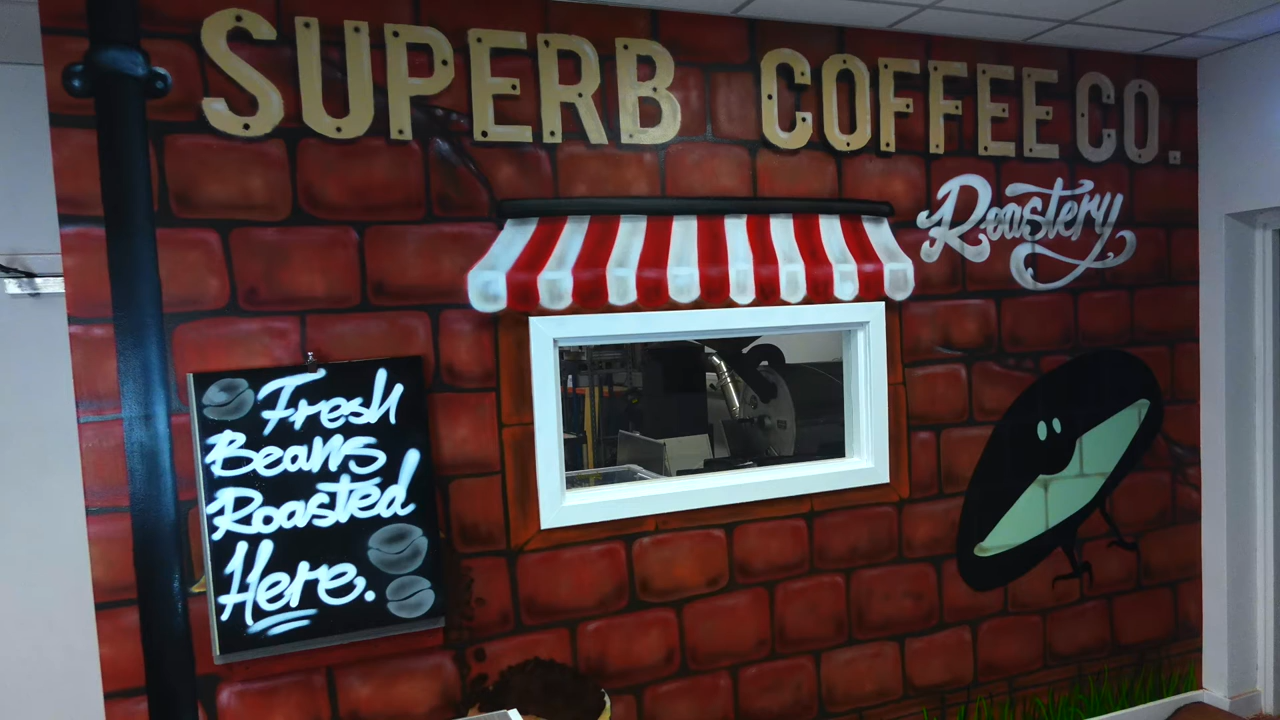 SUPERB COFFEE CO.
Roastery
Fresh
Beans
Roasted
Here.